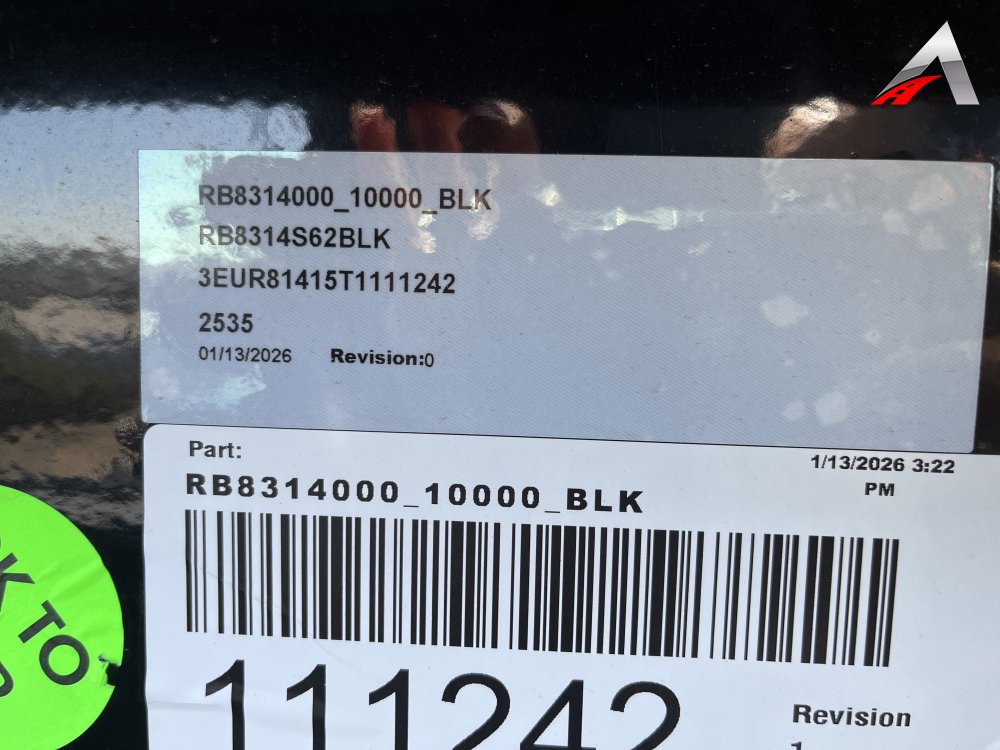 RB8314000_10000_BLK
RB8314S62BLK
3EUR81415T1111242
2535
01/13/2026 Revision:0
Part:
1/13/2026 3:22
PM
RB8314000_10000_BLK
TO
111242
Revision